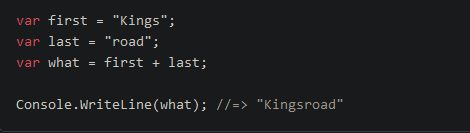 var first = "Kings";
var last = "road";
var what = first + last;
Console.WriteLine(what); //=> "Kingsroad"